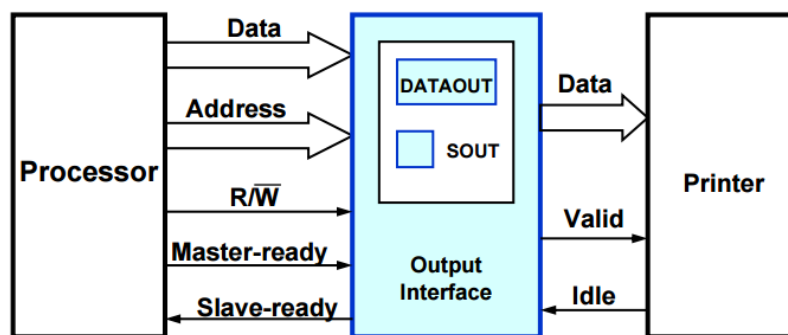 Processor
Data
Address
R/W̅
Master-ready
Slave-ready
DATAOUT
SOUT
Output
Interface
Data
Valid
Idle
Printer